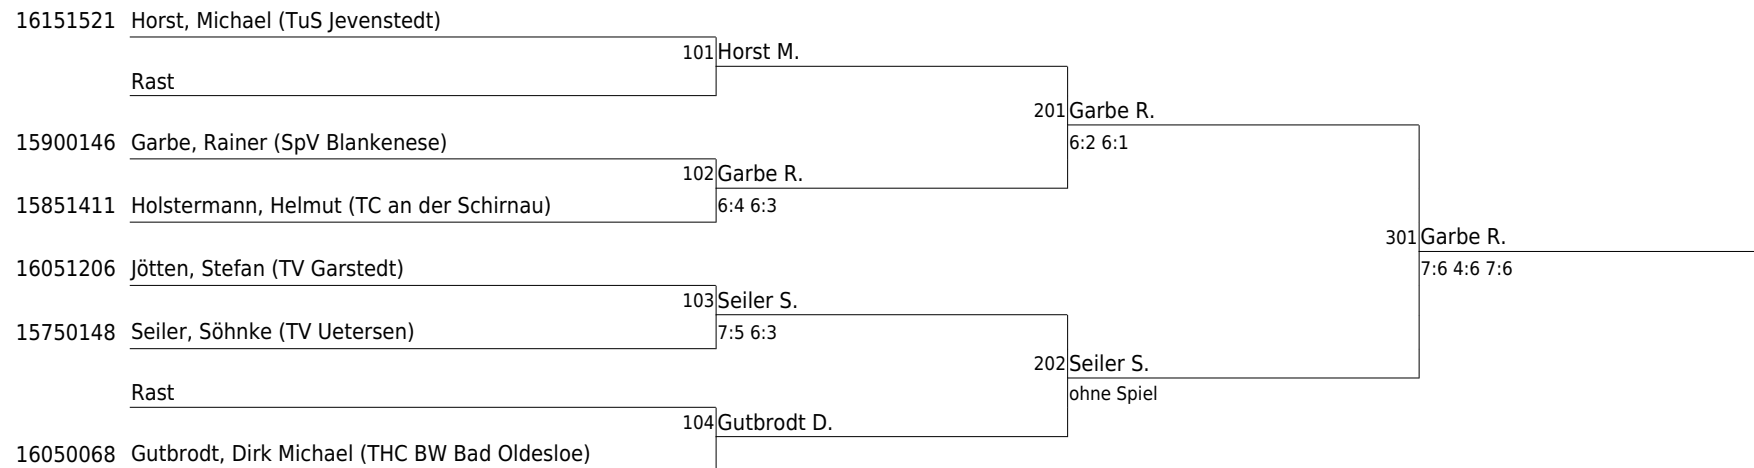 16151521 Horst, Michael (TuS Jevenstedt)
101 Horst M.
Rast
201 Garbe R.
15900146 Garbe, Rainer (SpV Blankenese)
6:2 6:1
102 Garbe R.
15851411 Holstermann, Helmut (TC an der Schirnau)
6:4 6:3
301 Garbe R.
16051206 Jötten, Stefan (TV Garstedt)
7:6 4:6 7:6
103 Seiler S.
15750148 Seiler, Söhnke (TV Uetersen)
7:5 6:3
202 Seiler S.
Rast
ohne Spiel
104 Gutbrodt D.
16050068 Gutbrodt, Dirk Michael (THC BW Bad Oldesloe)